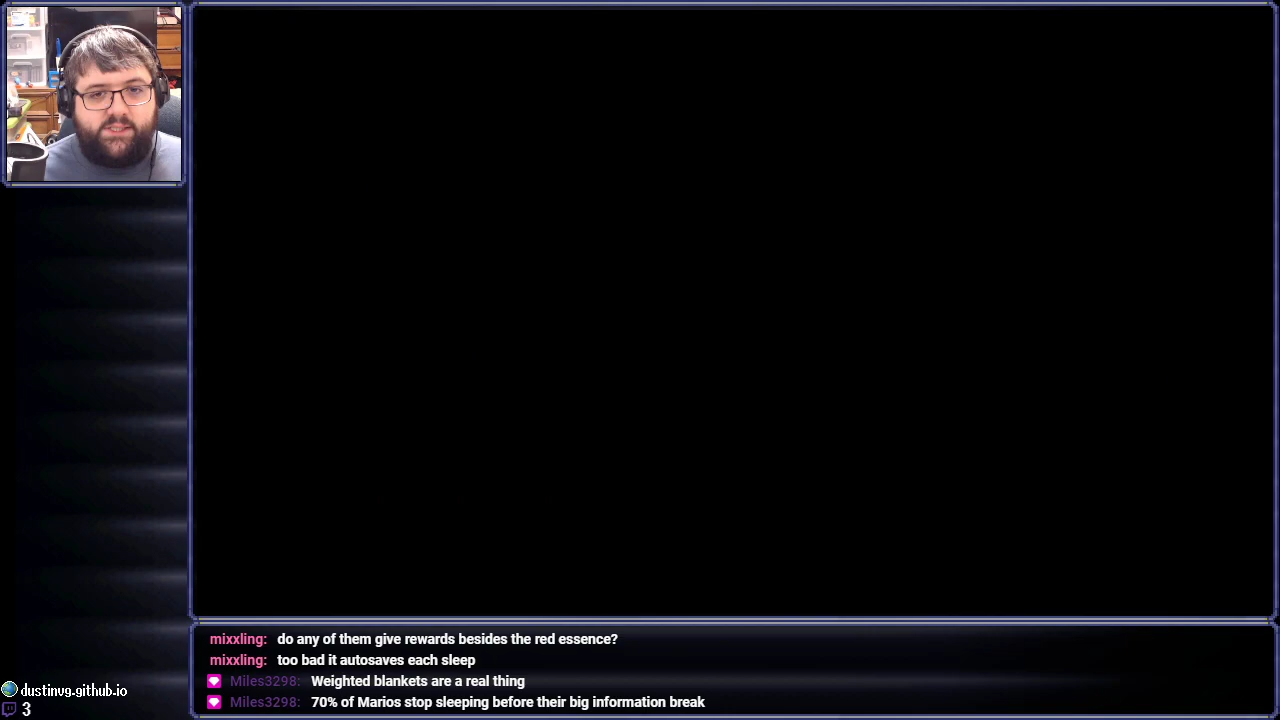 mixxling: do any of them give rewards besides the red essence?
mixxling: too bad it autosaves each sleep
Miles3298: Weighted blankets are a real thing
Miles3298: 70% of Marios stop sleeping before their big information break
dustinvg.github.io
3